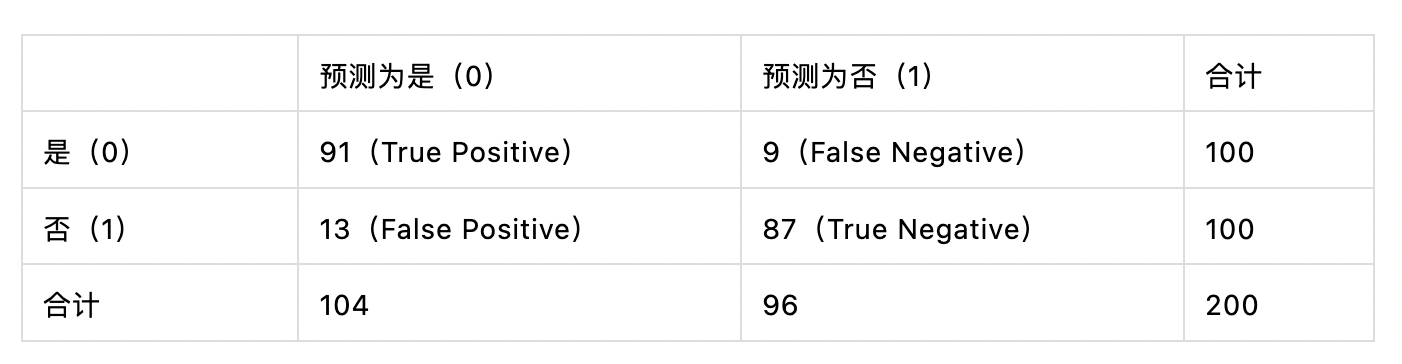 预测为是（0） 预测为否（1） 合计
是（0） 91（True Positive） 9（False Negative） 100
否（1） 13（False Positive） 87（True Negative） 100
合计 104 96 200